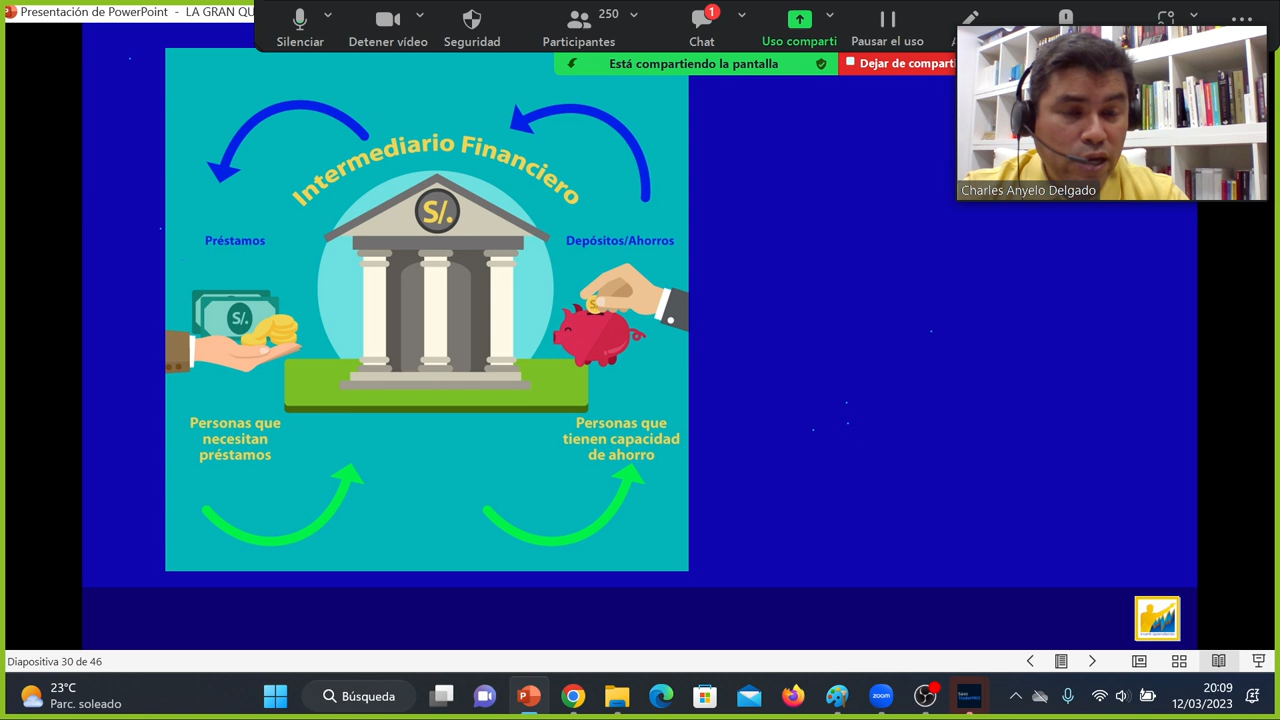 Presentación de PowerPoint - LA GRAN QU
250
1
Silenciar
Detener vídeo
Seguridad
Participantes
Chat
Uso comparti
Pausar el uso
Está compartiendo la pantalla
Dejar de comparti
Intermediario Financiero
S/.
Préstamos
Depósitos/Ahorros
S/.
Personas que
necesitan
préstamos
Personas que
tienen capacidad
de ahorro
Charles Anyelo Delgado
Diapositiva 30 de 46
23°C
Parc. soleado
Búsqueda
zoom
20:09
12/03/2023